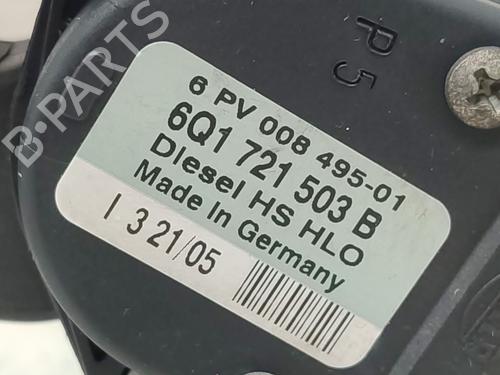 B-PARTS
P 5
6 PV 008 495-01
6Q1 721 503 B
Diesel HS HLO
Made In Germany
I 3 21/05